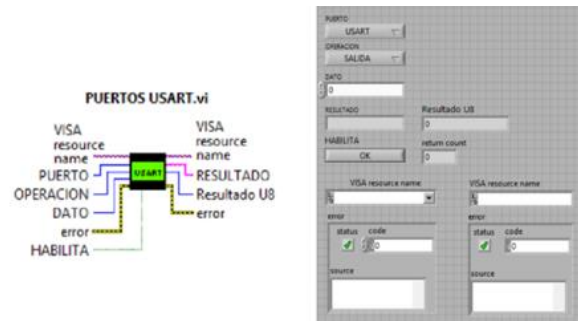 PUERTOS USART.vi
VISA
resource
name
PUERTO
OPERACION
DATO
error
HABILITA
USART
VISA
resource
name
RESULTADO
Resultado U8
error
PUERTO
USART
OPERACION
SALIDA
DATO
0
RESULTADO
Resultado U8
0
HABILITA
OK
return count
0
VISA resource name
VISA resource name
error
status code
0
source
error
status code
0
source